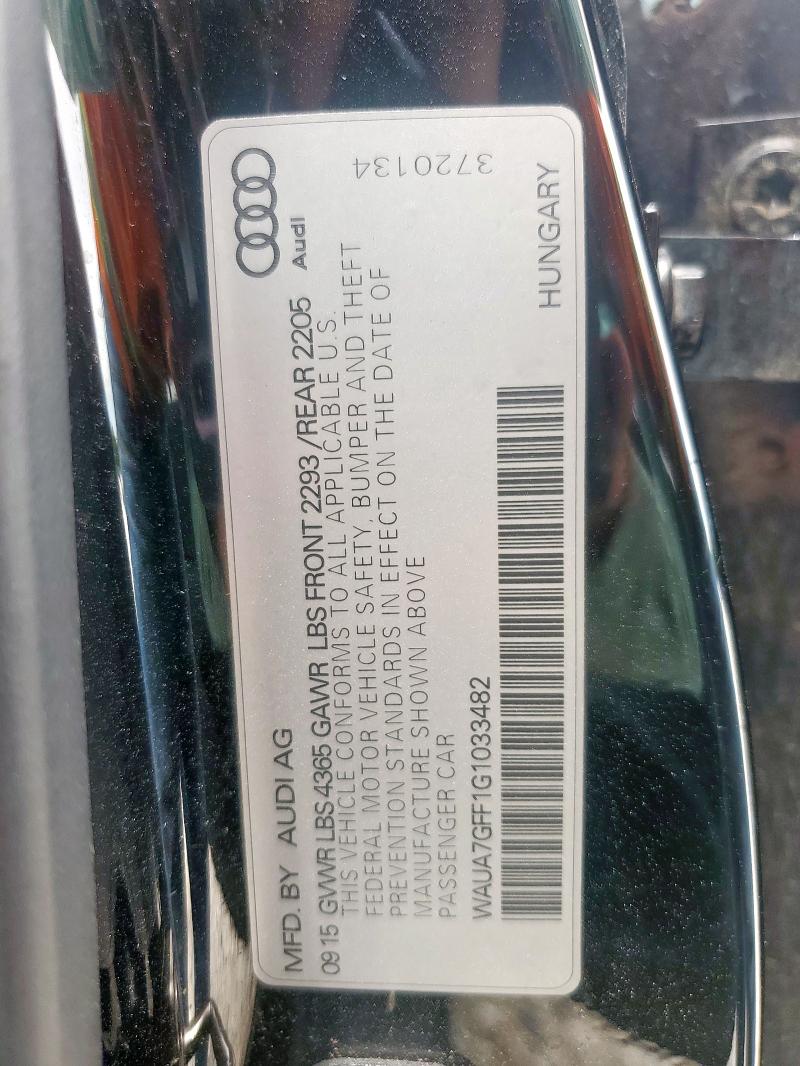 MFD. BY AUDI AG
Audi
09 15 GVWR LBS 4365 GAWR LBS FRONT 2293 /REAR 2205
THIS VEHICLE CONFORMS TO ALL APPLICABLE U.S.
FEDERAL MOTOR VEHICLE SAFETY, BUMPER AND THEFT
PREVENTION STANDARDS IN EFFECT ON THE DATE OF
MANUFACTURE SHOWN ABOVE
PASSENGER CAR
3720134
WAUA7GFF1G1033482
HUNGARY